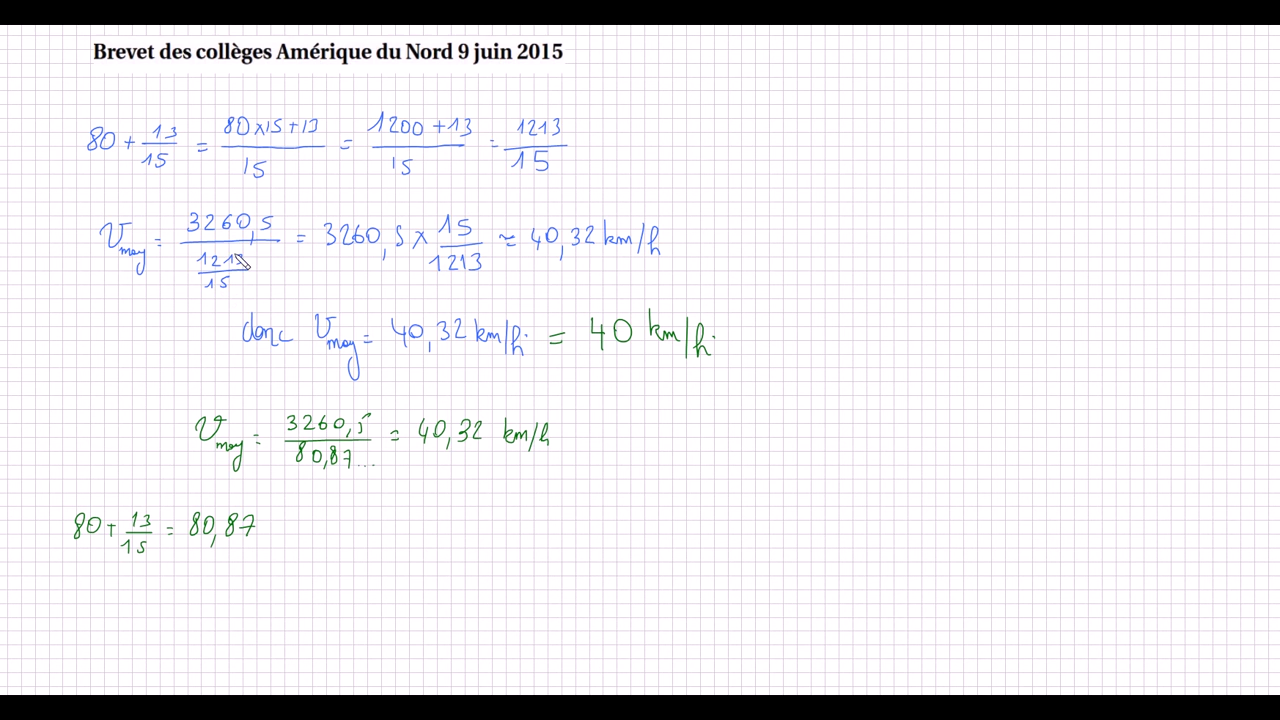 Brevet des collèges Amérique du Nord 9 juin 2015
80 + 13/15 = (80 × 15 + 13)/15 = (1200 + 13)/15 = 1213/15
Vmoy = 3260,5/(1213/15) = 3260,5 × 15/1213 ≈ 40,32 km/h
donc Vmoy = 40,32 km/h. = 40 km/h.
Vmoy = 3260,5/80,87... = 40,32 km/h
80 + 13/15 = 80,87